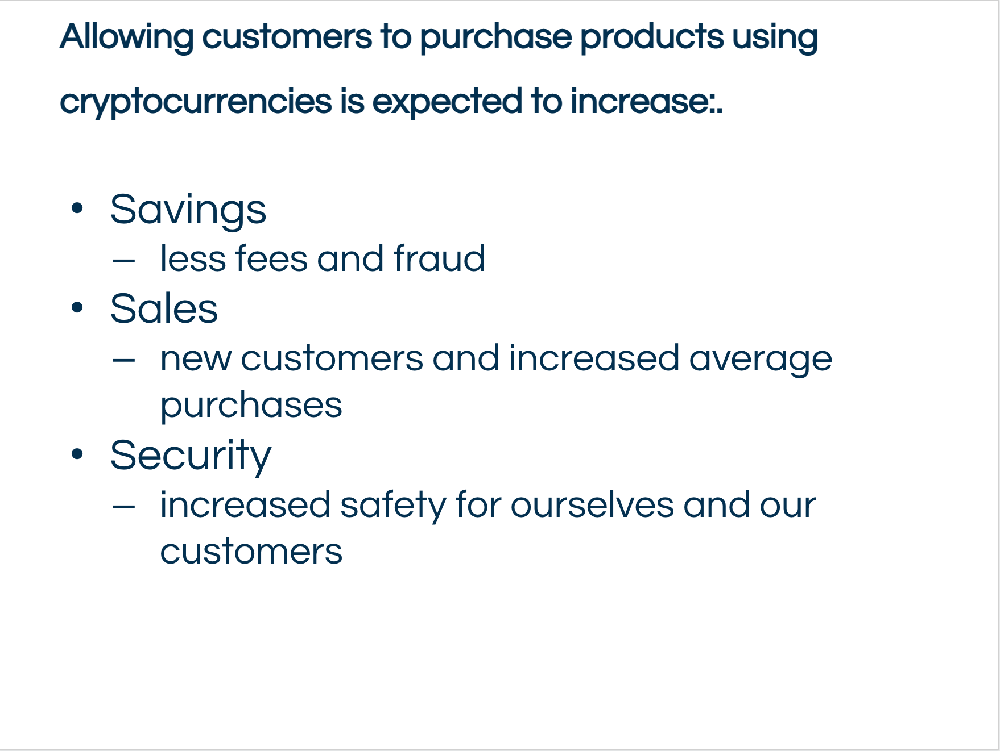 Allowing customers to purchase products using
cryptocurrencies is expected to increase:.
• Savings
– less fees and fraud
• Sales
– new customers and increased average
purchases
• Security
– increased safety for ourselves and our
customers